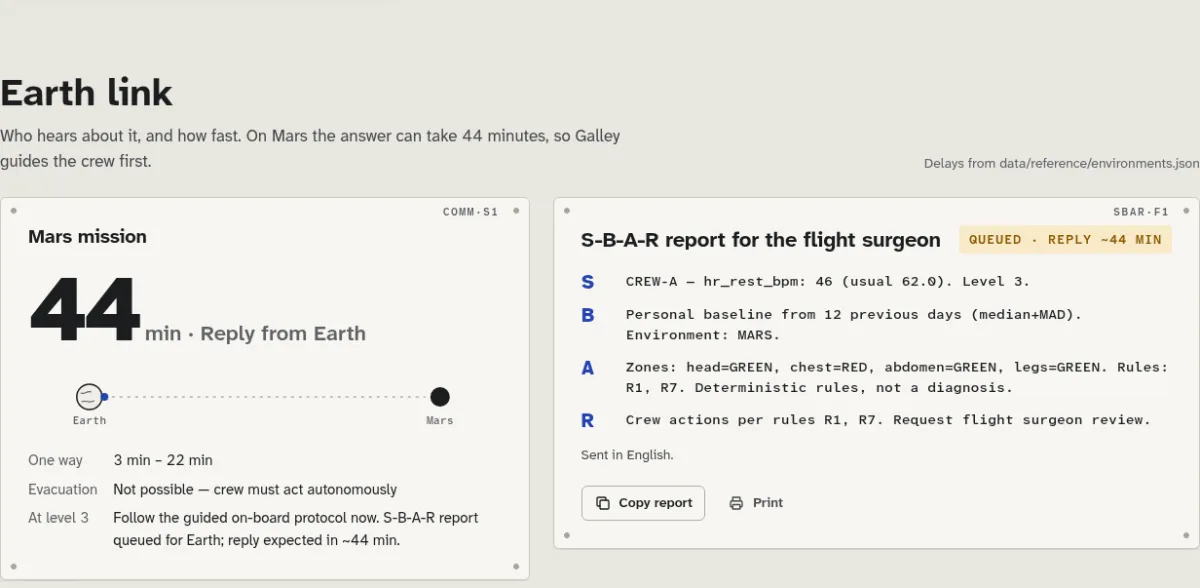 Earth link
Who hears about it, and how fast. On Mars the answer can take 44 minutes, so Galley
guides the crew first.
Delays from data/reference/environments.json
COMM·S1
Mars mission
44 min · Reply from Earth
Earth
Mars
One way 3 min – 22 min
Evacuation Not possible — crew must act autonomously
At level 3 Follow the guided on-board protocol now. S-B-A-R report
queued for Earth; reply expected in ~44 min.
SBAR·F1
S-B-A-R report for the flight surgeon
QUEUED · REPLY ~44 MIN
S CREW-A — hr_rest_bpm: 46 (usual 62.0). Level 3.
B Personal baseline from 12 previous days (median+MAD).
Environment: MARS.
A Zones: head=GREEN, chest=RED, abdomen=GREEN, legs=GREEN. Rules:
R1, R7. Deterministic rules, not a diagnosis.
R Crew actions per rules R1, R7. Request flight surgeon review.
Sent in English.
Copy report
Print